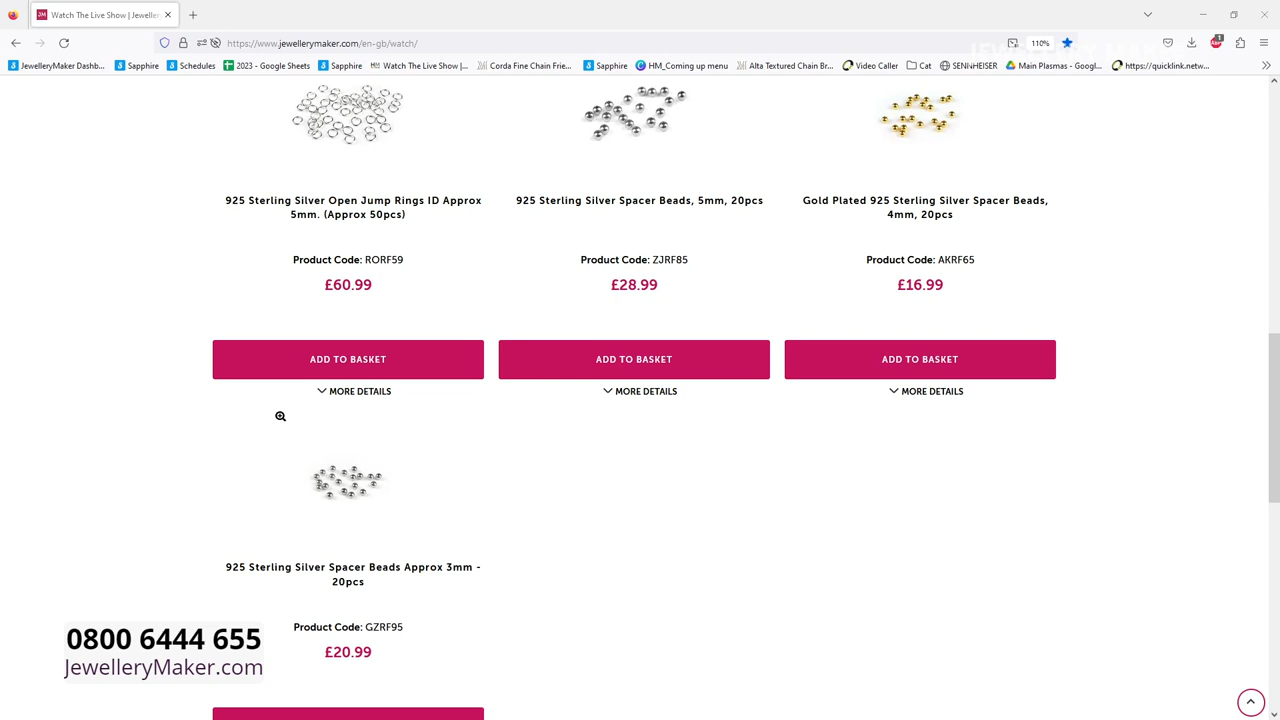 Watch The Live Show | Jeweller
https://www.jewellerymaker.com/en-gb/watch/
110%
1
JewelleryMaker Dashb...
Sapphire
Schedules
2023 - Google Sheets
Sapphire
Watch The Live Show |...
Corda Fine Chain Frie...
Sapphire
HM_Coming up menu
Alta Textured Chain Br...
Video Caller
Cat
SENNHEISER
Main Plasmas - Googl...
https://quicklink.netw...
925 Sterling Silver Open Jump Rings ID Approx
5mm. (Approx 50pcs)
Product Code: RORF59
£60.99
ADD TO BASKET
MORE DETAILS
925 Sterling Silver Spacer Beads, 5mm, 20pcs
Product Code: ZJRF85
£28.99
ADD TO BASKET
MORE DETAILS
Gold Plated 925 Sterling Silver Spacer Beads,
4mm, 20pcs
Product Code: AKRF65
£16.99
ADD TO BASKET
MORE DETAILS
925 Sterling Silver Spacer Beads Approx 3mm -
20pcs
Product Code: GZRF95
£20.99
0800 6444 655
JewelleryMaker.com